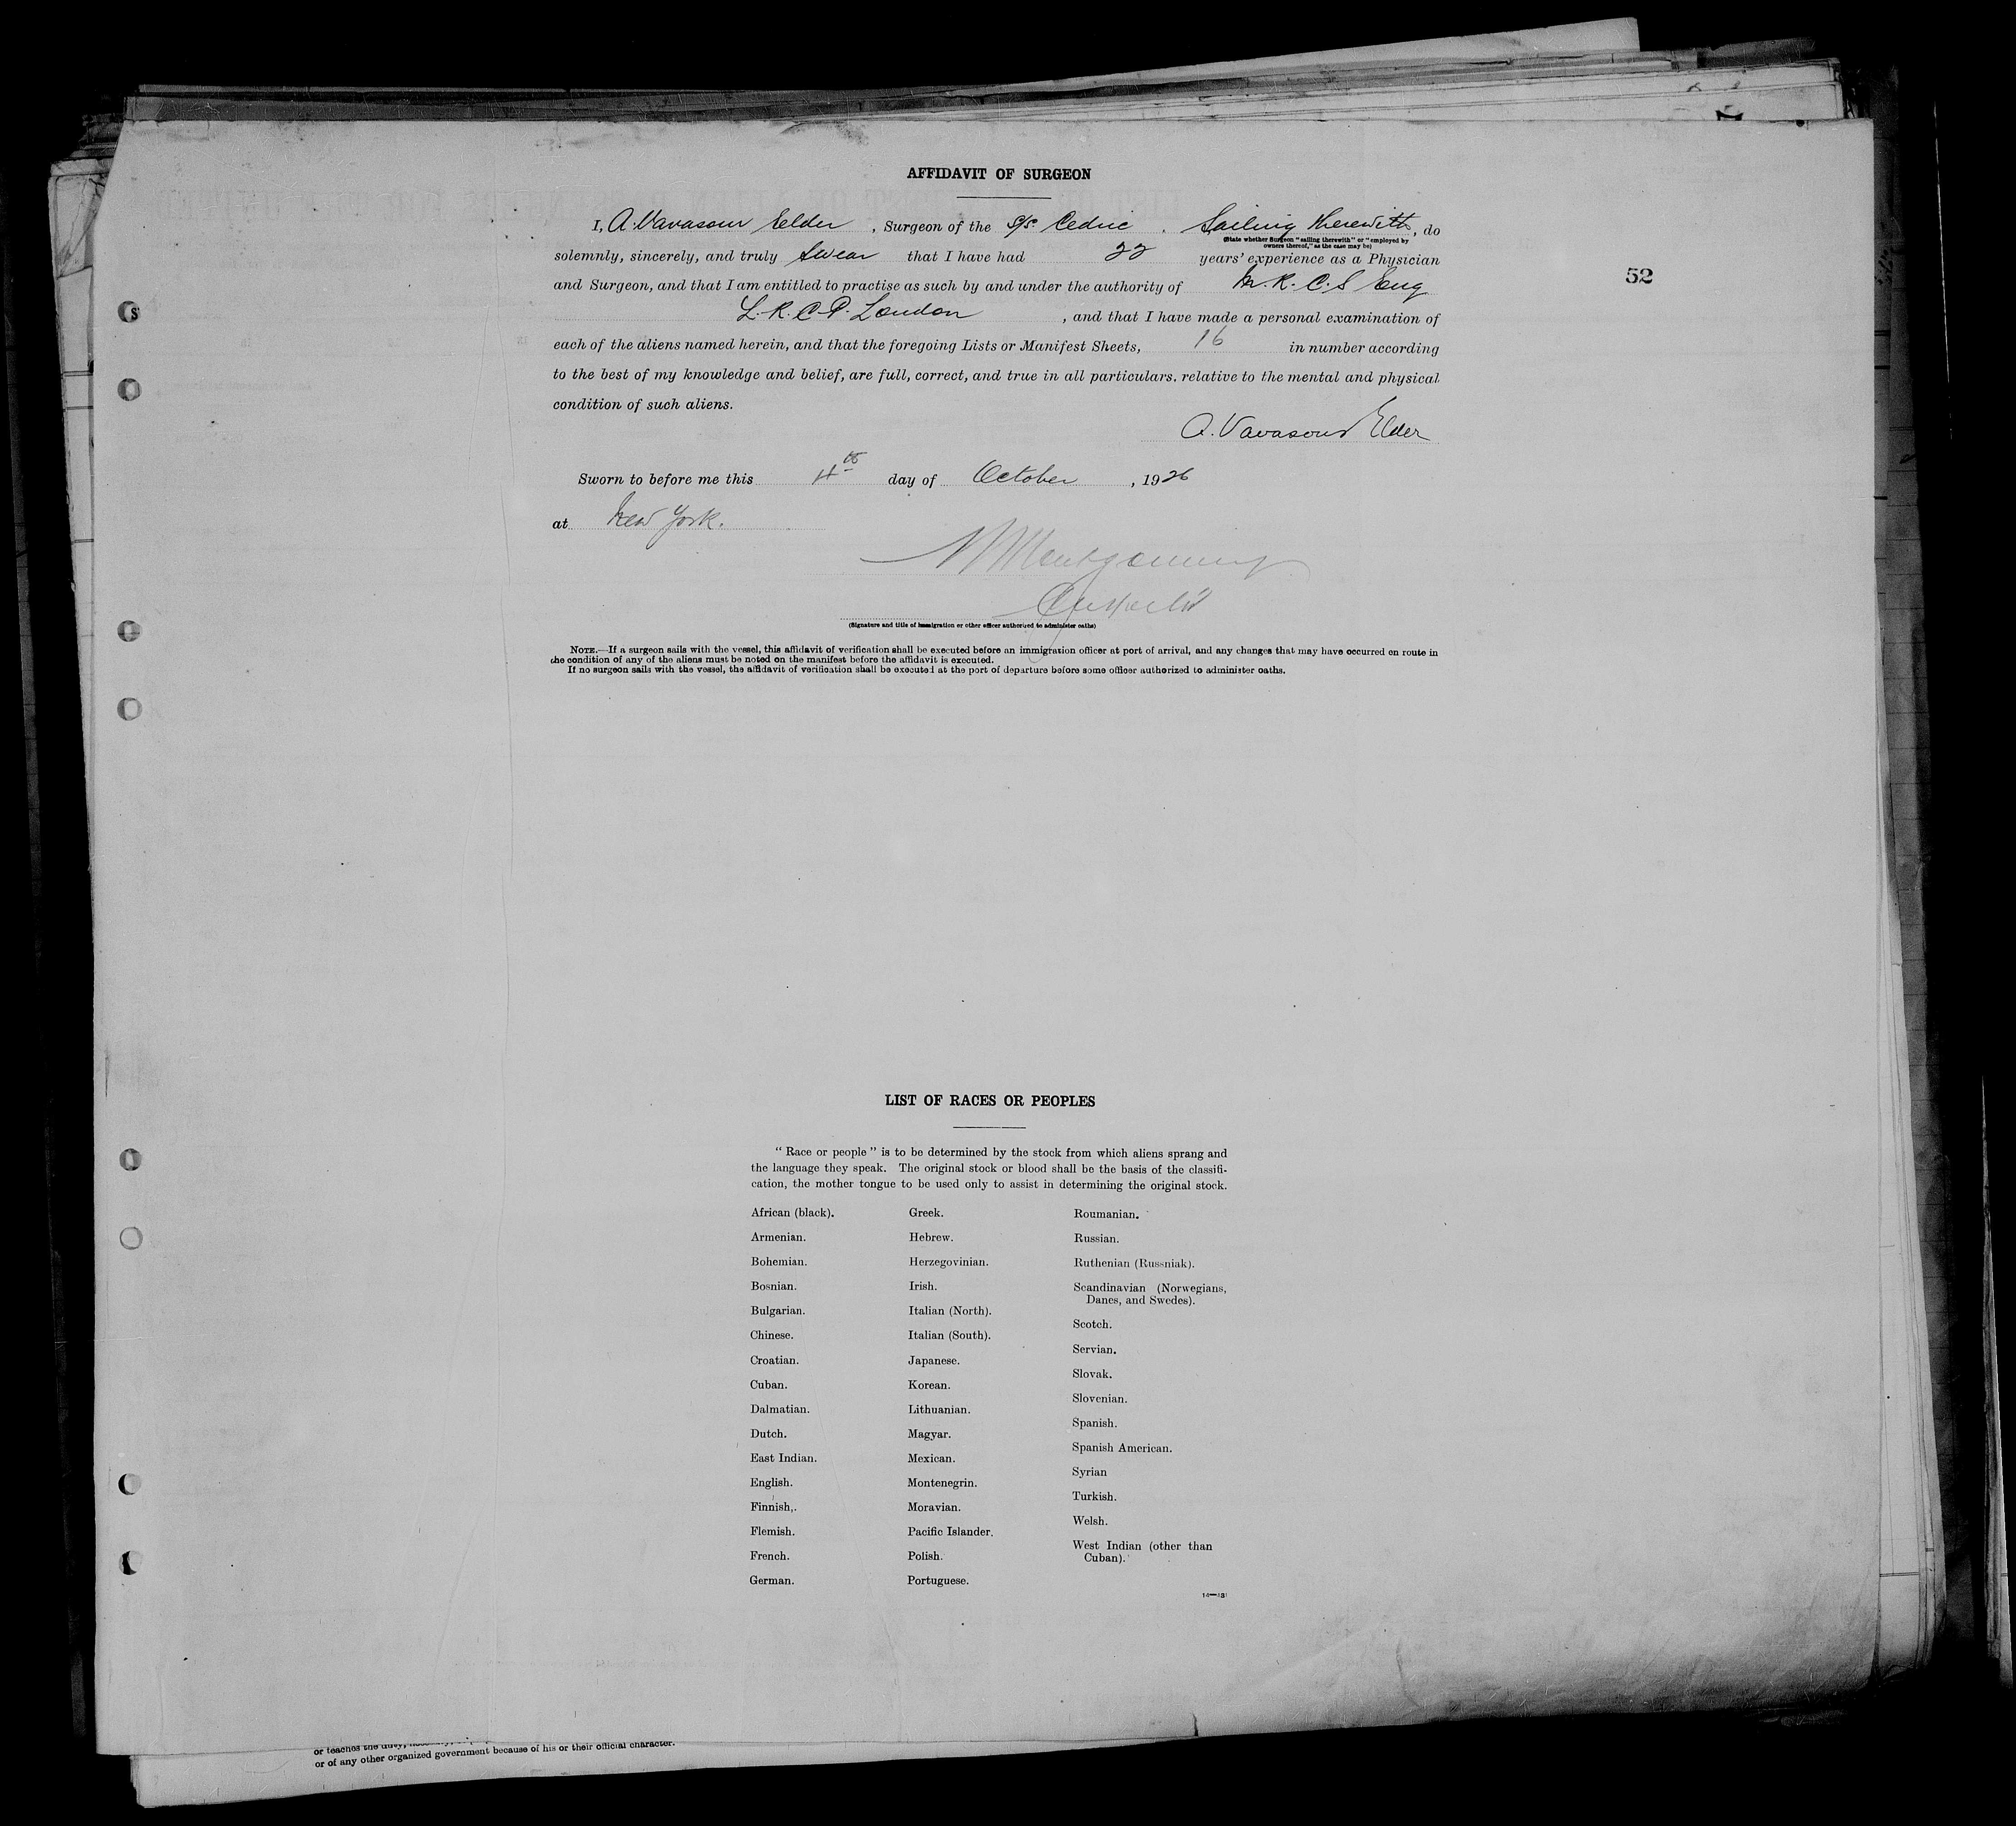 AFFIDAVIT OF SURGEON
I, A. Vavasour Elder, Surgeon of the S/S. Cedric. Sailing therewith, do
(State whether Surgeon "sailing therewith" or "employed by
owners thereof," as the case may be)
solemnly, sincerely, and truly Swear that I have had 22 years' experience as a Physician
52
and Surgeon, and that I am entitled to practise as such by and under the authority of M.R.C.S Eng
L.R.C.P. London, and that I have made a personal examination of
each of the aliens named herein, and that the foregoing Lists or Manifest Sheets, 16 in number according
to the best of my knowledge and belief, are full, correct, and true in all particulars, relative to the mental and physical
condition of such aliens.
A. Vavasour Elder
Sworn to before me this 4th day of October, 1926
at New York.
Montgomery
(Signature and title of immigration or other officer authorized to administer oaths)
NOTE.—If a surgeon sails with the vessel, this affidavit of verification shall be executed before an immigration officer at port of arrival, and any changes that may have occurred en route in
the condition of any of the aliens must be noted on the manifest before the affidavit is executed.
If no surgeon sails with the vessel, the affidavit of verification shall be executed at the port of departure before some officer authorized to administer oaths.
LIST OF RACES OR PEOPLES
"Race or people" is to be determined by the stock from which aliens sprang and
the language they speak. The original stock or blood shall be the basis of the classifi-
cation, the mother tongue to be used only to assist in determining the original stock.
African (black).
Armenian.
Bohemian.
Bosnian.
Bulgarian.
Chinese.
Croatian.
Cuban.
Dalmatian.
Dutch.
East Indian.
English.
Finnish.
Flemish.
French.
German.
Greek.
Hebrew.
Herzegovinian.
Irish.
Italian (North).
Italian (South).
Japanese.
Korean.
Lithuanian.
Magyar.
Mexican.
Montenegrin.
Moravian.
Pacific Islander.
Polish.
Portuguese.
Roumanian.
Russian.
Ruthenian (Russniak).
Scandinavian (Norwegians,
Danes, and Swedes).
Scotch.
Servian.
Slovak.
Slovenian.
Spanish.
Spanish American.
Syrian
Turkish.
Welsh.
West Indian (other than
Cuban).
or teaches the duty,
or of any other organized government because of his or their official character.